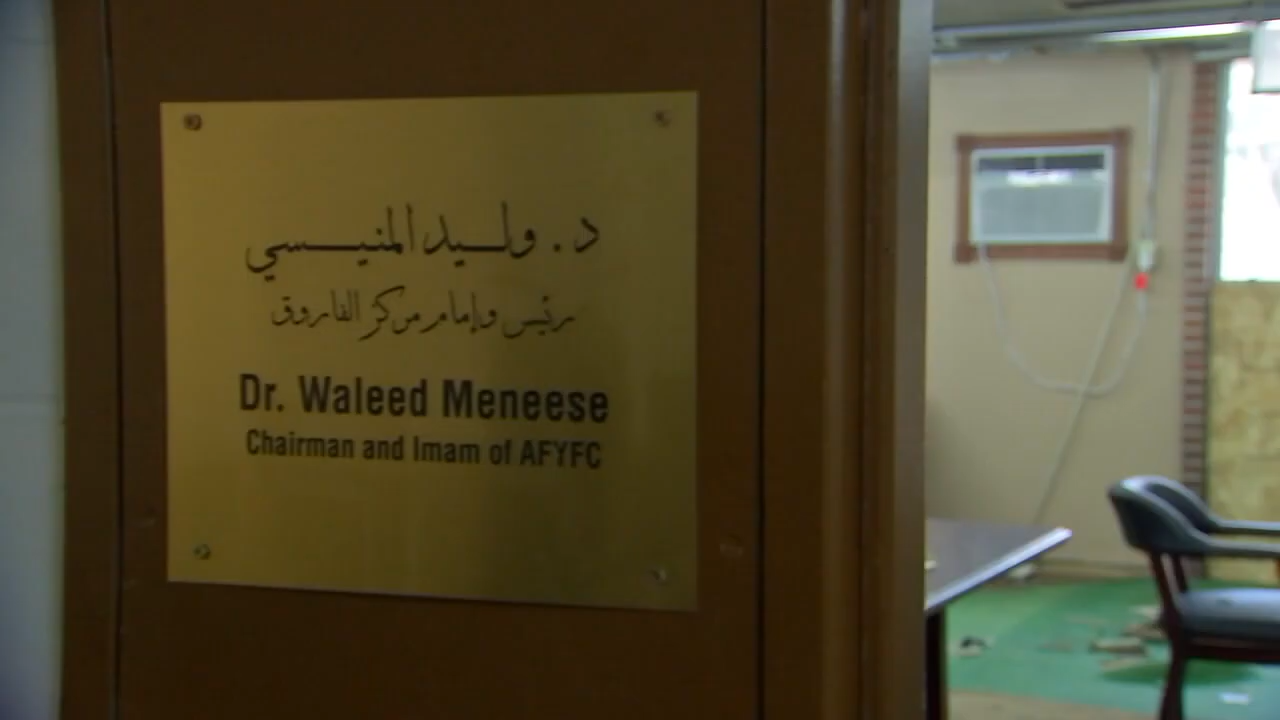 د. وليد المنيسي
رئيس وإمام مركز الفاروق
Dr. Waleed Meneese
Chairman and Imam of AFYFC